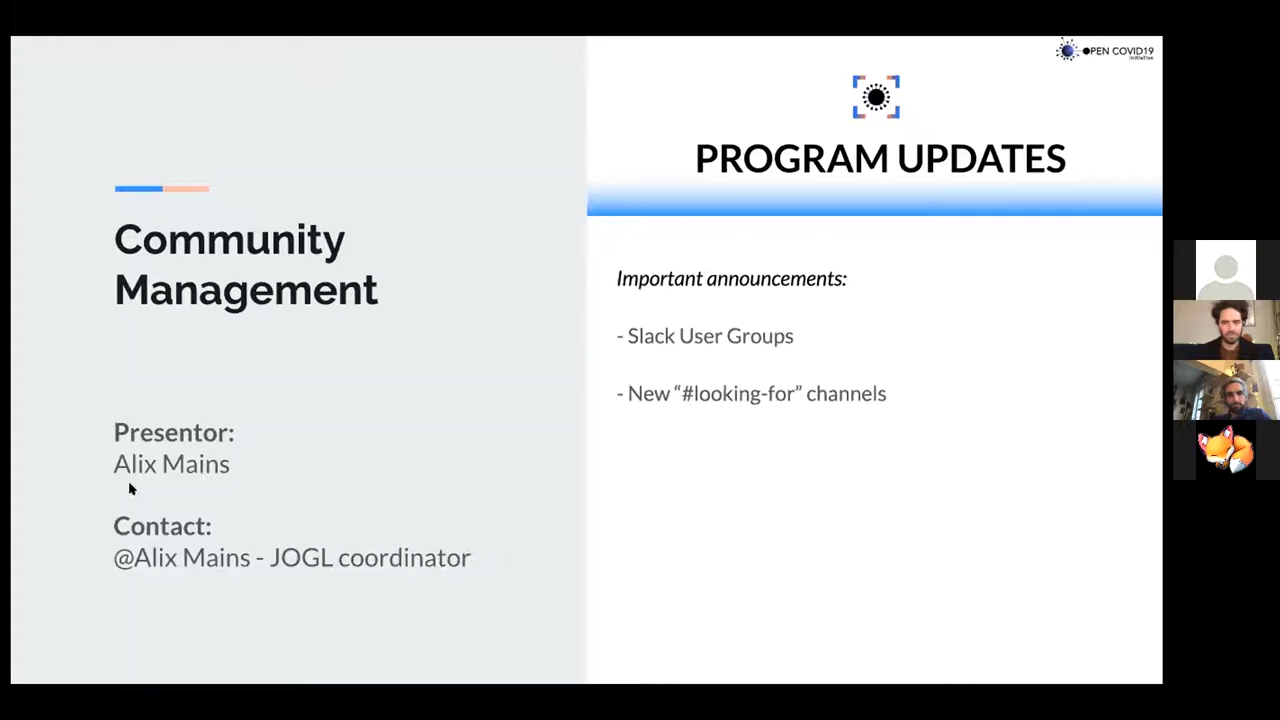 Community
Management
Presentor:
Alix Mains
Contact:
@Alix Mains - JOGL coordinator
OPEN COVID19
initiative
PROGRAM UPDATES
Important announcements:
- Slack User Groups
- New “#looking-for” channels